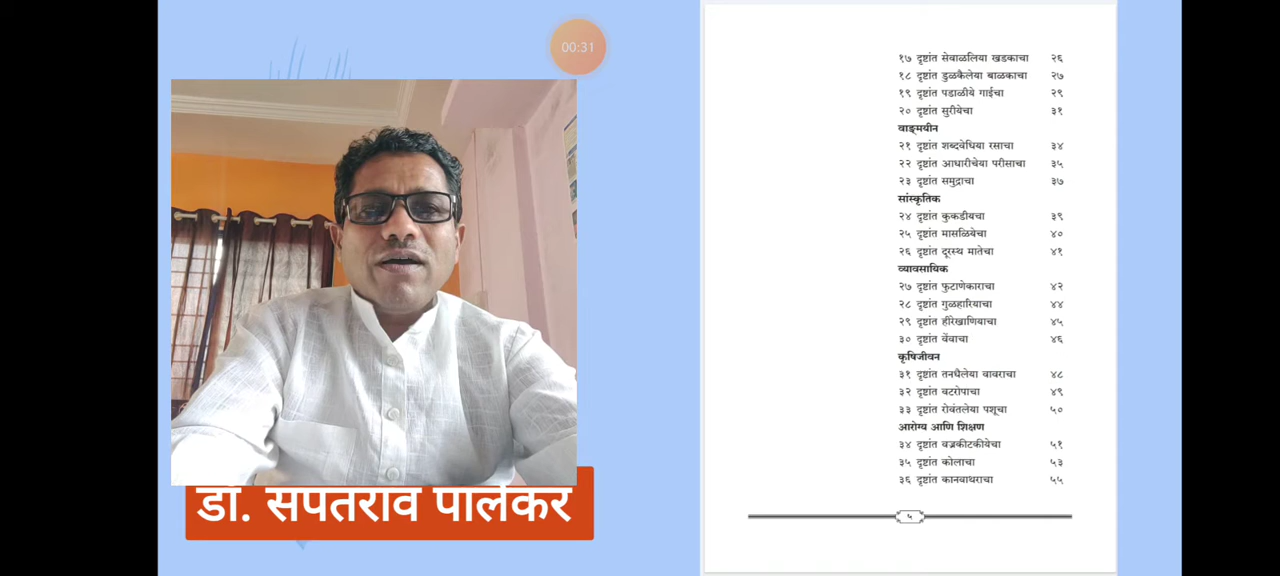 00:31
डॉ. संपतराव पार्लेकर
१७ दृष्टांत सेवाळलिया खडकाचा २६
१८ दृष्टांत डुळकैलेया बाळकाचा २७
१९ दृष्टांत पडाळीये गाईचा २९
२० दृष्टांत सुरीयेचा ३१
वाङ्मयीन
२१ दृष्टांत शब्दवेधिया रसाचा ३४
२२ दृष्टांत आधारीचेया परीसाचा ३५
२३ दृष्टांत समुद्राचा ३७
सांस्कृतिक
२४ दृष्टांत कुकडीयचा ३९
२५ दृष्टांत मासळियेचा ४०
२६ दृष्टांत दूरस्थ मातेचा ४१
व्यावसायिक
२७ दृष्टांत फुटाणेकाराचा ४२
२८ दृष्टांत गुळहारियाचा ४४
२९ दृष्टांत हीरेखाणियाचा ४५
३० दृष्टांत वेंवाचा ४६
कृषिजीवन
३१ दृष्टांत तनधैलेया वावराचा ४८
३२ दृष्टांत वटरोपाचा ४९
३३ दृष्टांत रोवंतलेया पशूचा ५०
आरोग्य आणि शिक्षण
३४ दृष्टांत वज्रकीटकीयेचा ५१
३५ दृष्टांत कोलाचा ५३
३६ दृष्टांत कानवाथराचा ५५
५